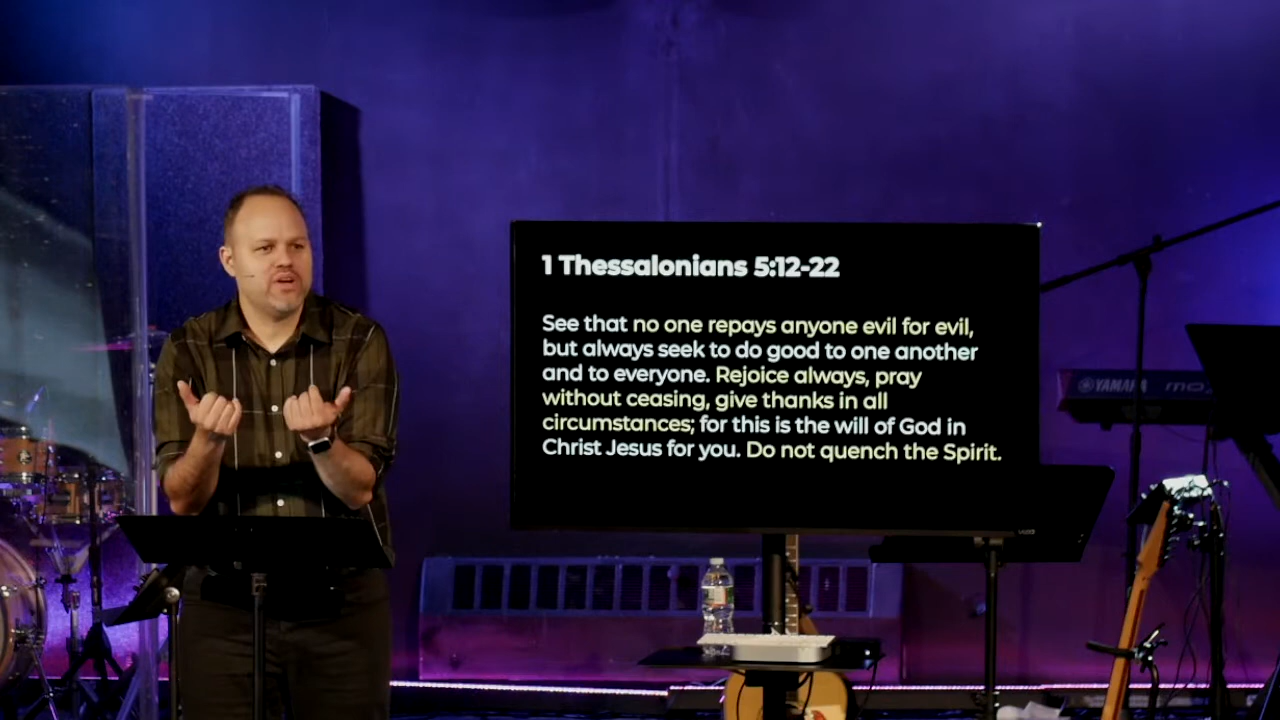 1 Thessalonians 5:12-22
See that no one repays anyone evil for evil,
but always seek to do good to one another
and to everyone. Rejoice always, pray
without ceasing, give thanks in all
circumstances; for this is the will of God in
Christ Jesus for you. Do not quench the Spirit.
YAMAHA